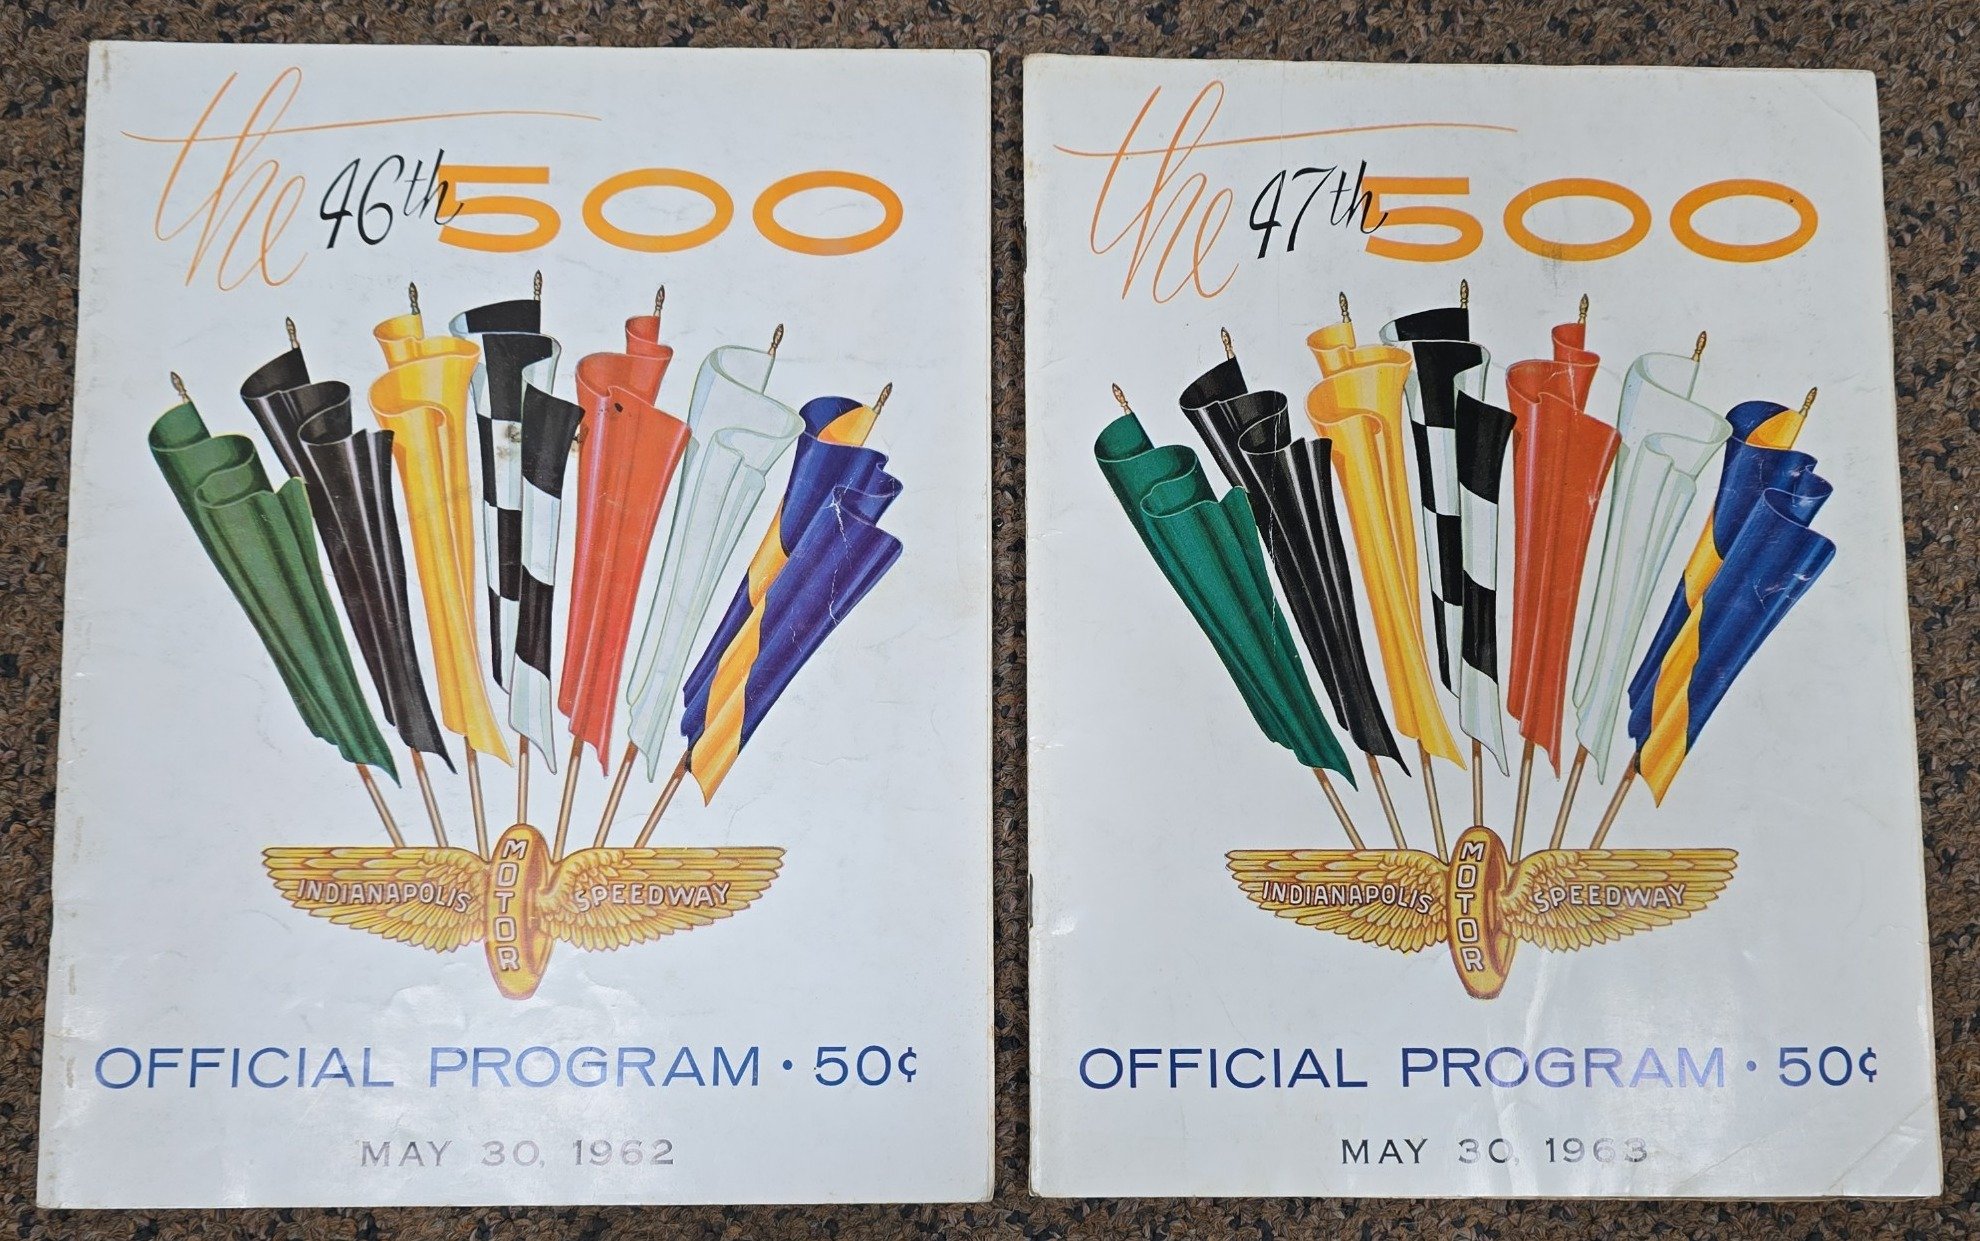 the 46th 500
INDIANAPOLIS MOTOR SPEEDWAY
OFFICIAL PROGRAM • 50¢
MAY 30, 1962
the 47th 500
INDIANAPOLIS MOTOR SPEEDWAY
OFFICIAL PROGRAM • 50¢
MAY 30, 1963